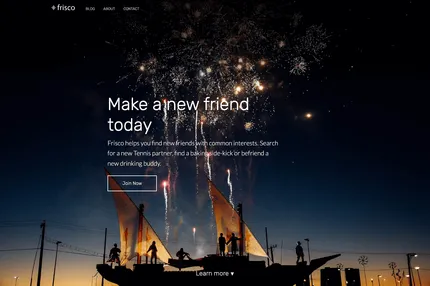 frisco
BLOG ABOUT CONTACT
Make a new friend
today
Frisco helps you find new friends with common interests. Search
for a new Tennis partner, find a baking side-kick or befriend a
new drinking buddy.
Join Now
Learn more ▾